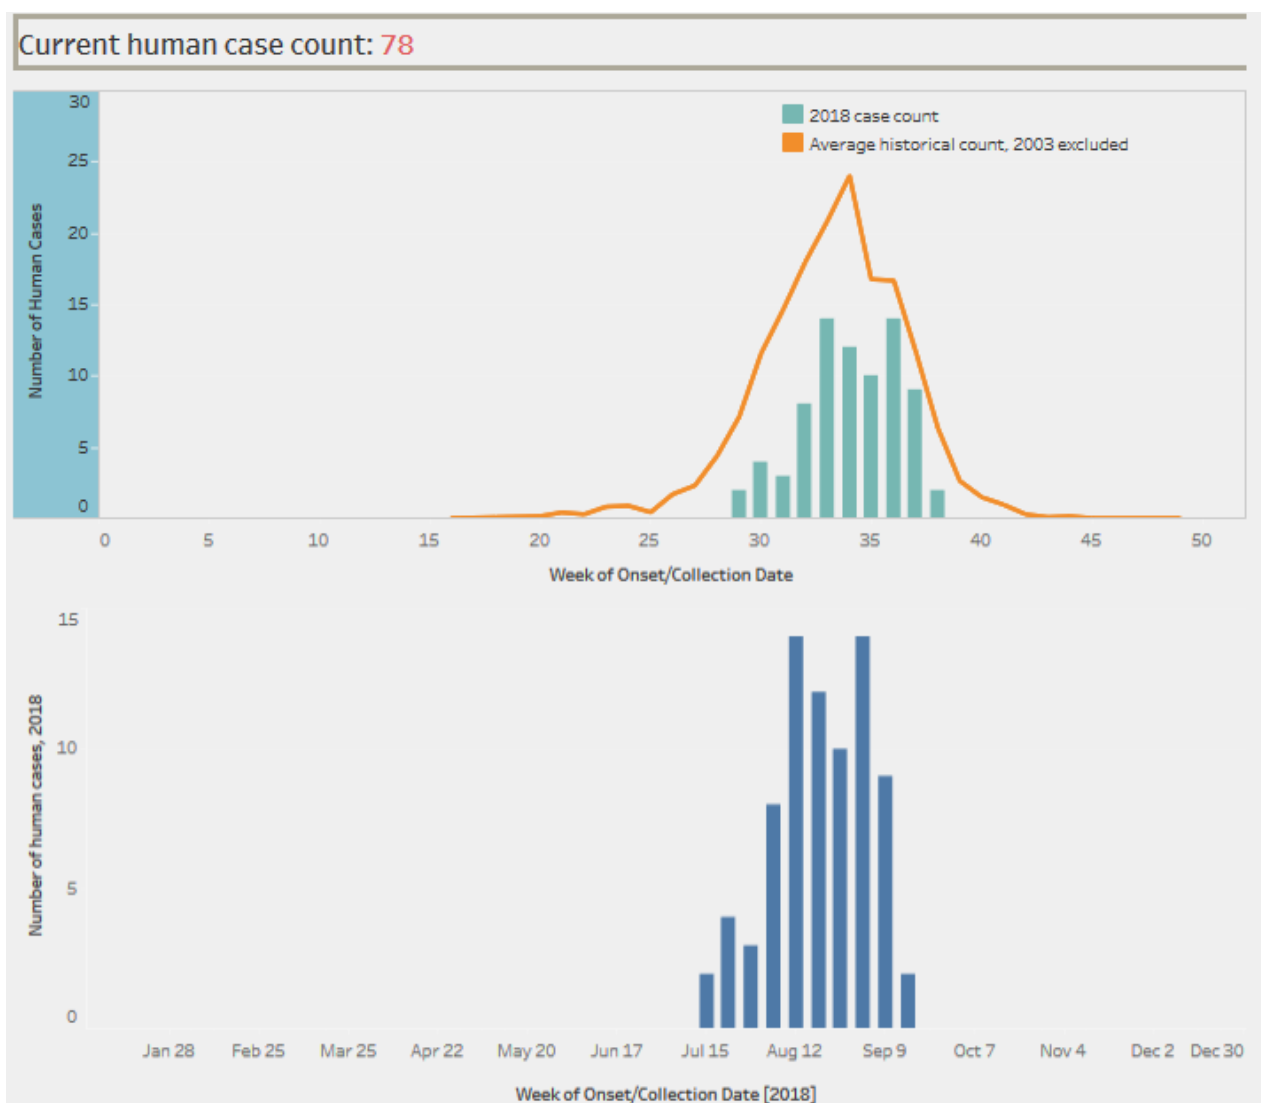 Current human case count: 78
2018 case count
Average historical count, 2003 excluded
Number of Human Cases
30
25
20
15
10
5
0
0 5 10 15 20 25 30 35 40 45 50
Week of Onset/Collection Date
Number of human cases, 2018
15
10
5
0
Jan 28 Feb 25 Mar 25 Apr 22 May 20 Jun 17 Jul 15 Aug 12 Sep 9 Oct 7 Nov 4 Dec 2 Dec 30
Week of Onset/Collection Date [2018]